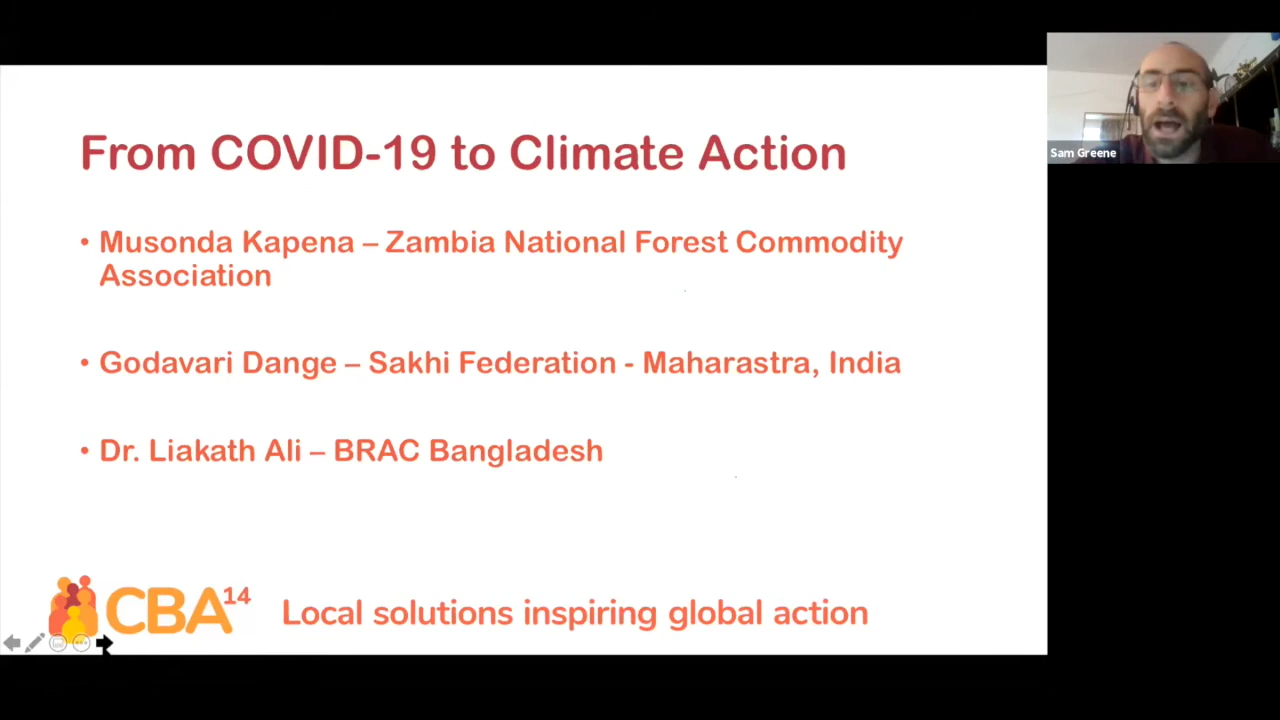 From COVID-19 to Climate Action
• Musonda Kapena – Zambia National Forest Commodity
Association
• Godavari Dange – Sakhi Federation - Maharastra, India
• Dr. Liakath Ali – BRAC Bangladesh
CBA14
Local solutions inspiring global action
Sam Greene